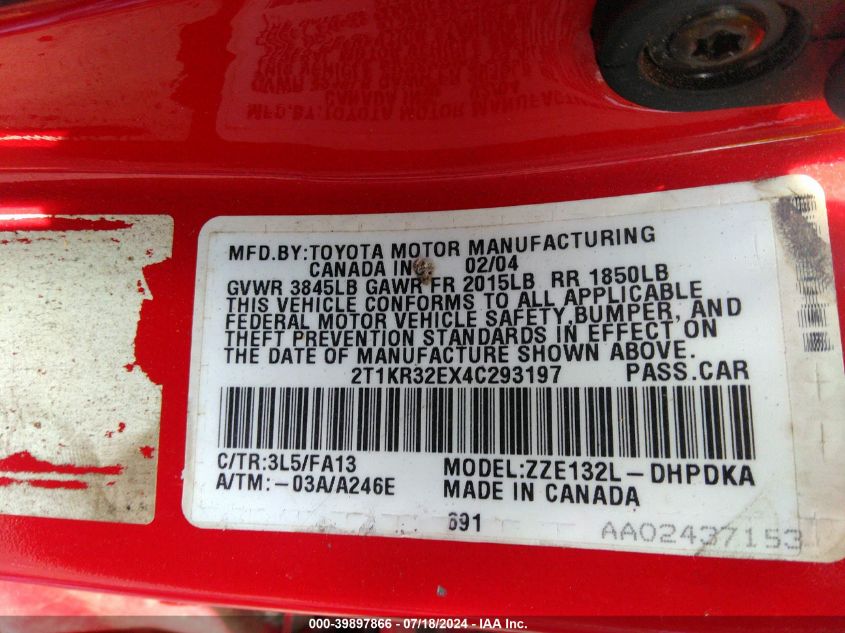 MFD.BY:TOYOTA MOTOR MANUFACTURING
CANADA INC 02/04
GVWR 3845LB GAWR FR 2015LB RR 1850LB
THIS VEHICLE CONFORMS TO ALL APPLICABLE
FEDERAL MOTOR VEHICLE SAFETY,BUMPER, AND
THEFT PREVENTION STANDARDS IN EFFECT ON
THE DATE OF MANUFACTURE SHOWN ABOVE.
2T1KR32EX4C293197 PASS.CAR
C/TR:3L5/FA13 MODEL:ZZE132L-DHPDKA
A/TM:-03A/A246E MADE IN CANADA
691
AA02437153
000-39897866 - 07/18/2024 - IAA Inc.